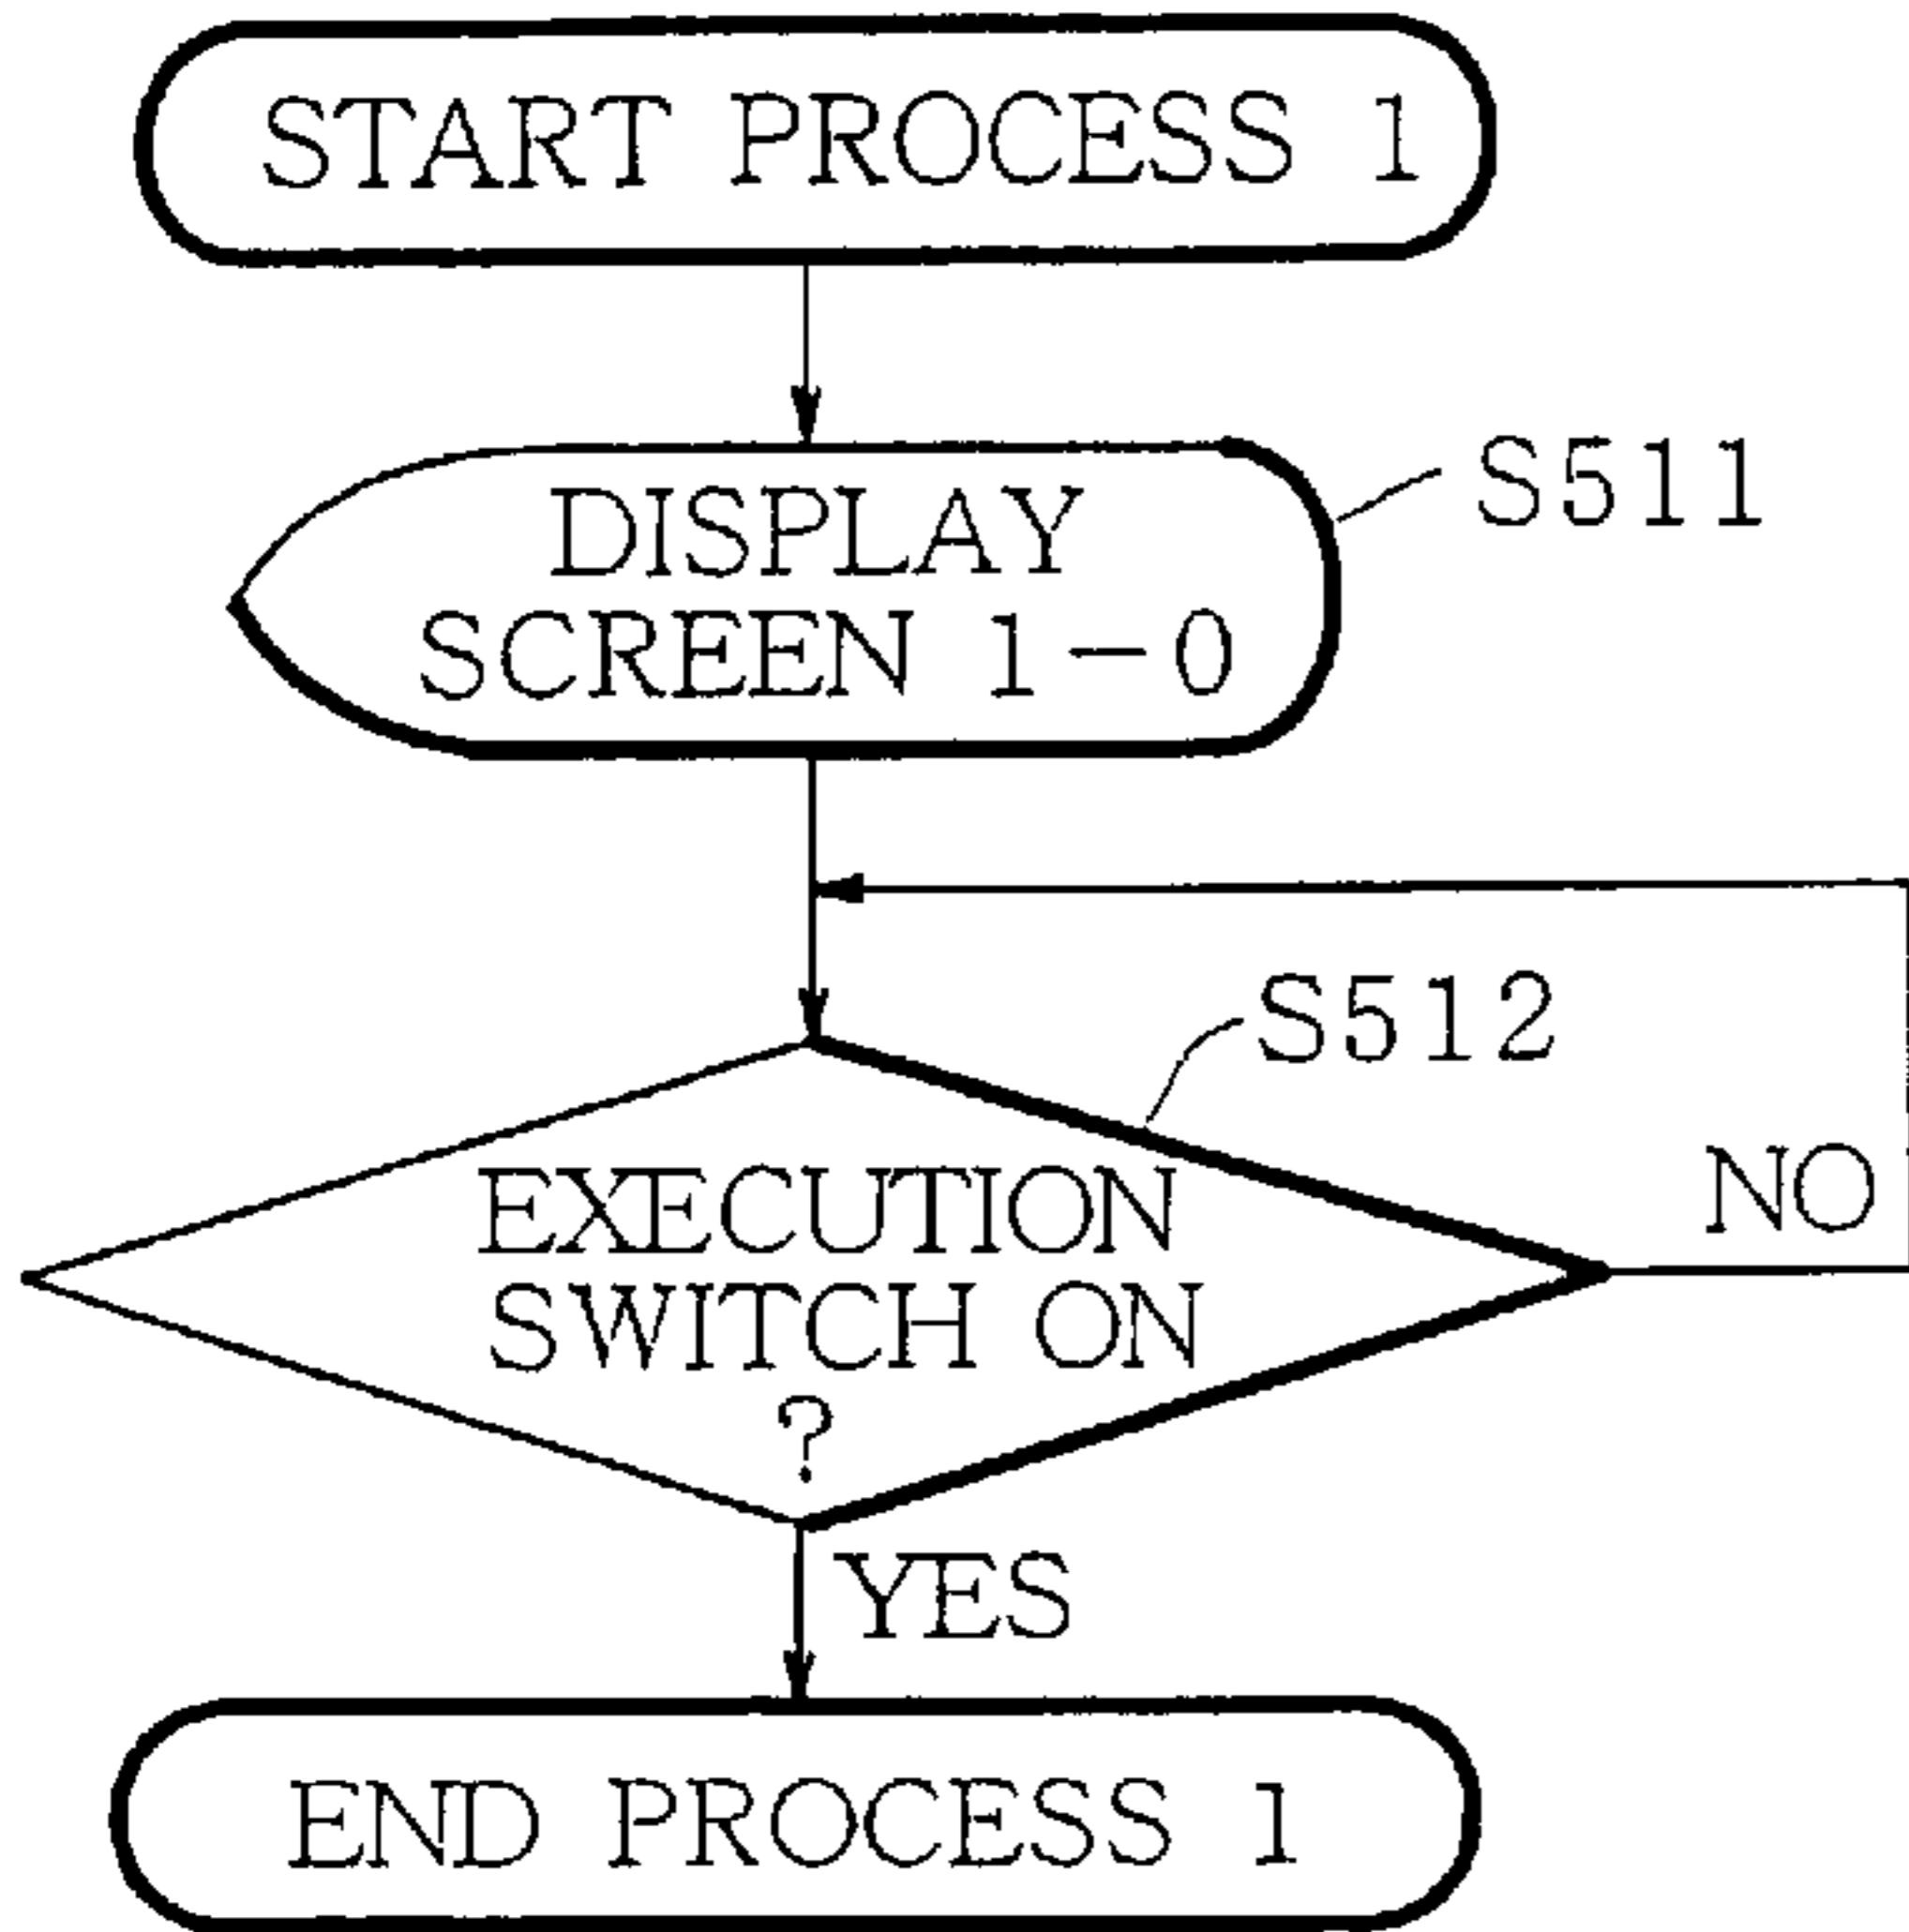 START PROCESS 1
S511
DISPLAY
SCREEN 1-0
S512
NO
EXECUTION
SWITCH ON
?
YES
END PROCESS 1